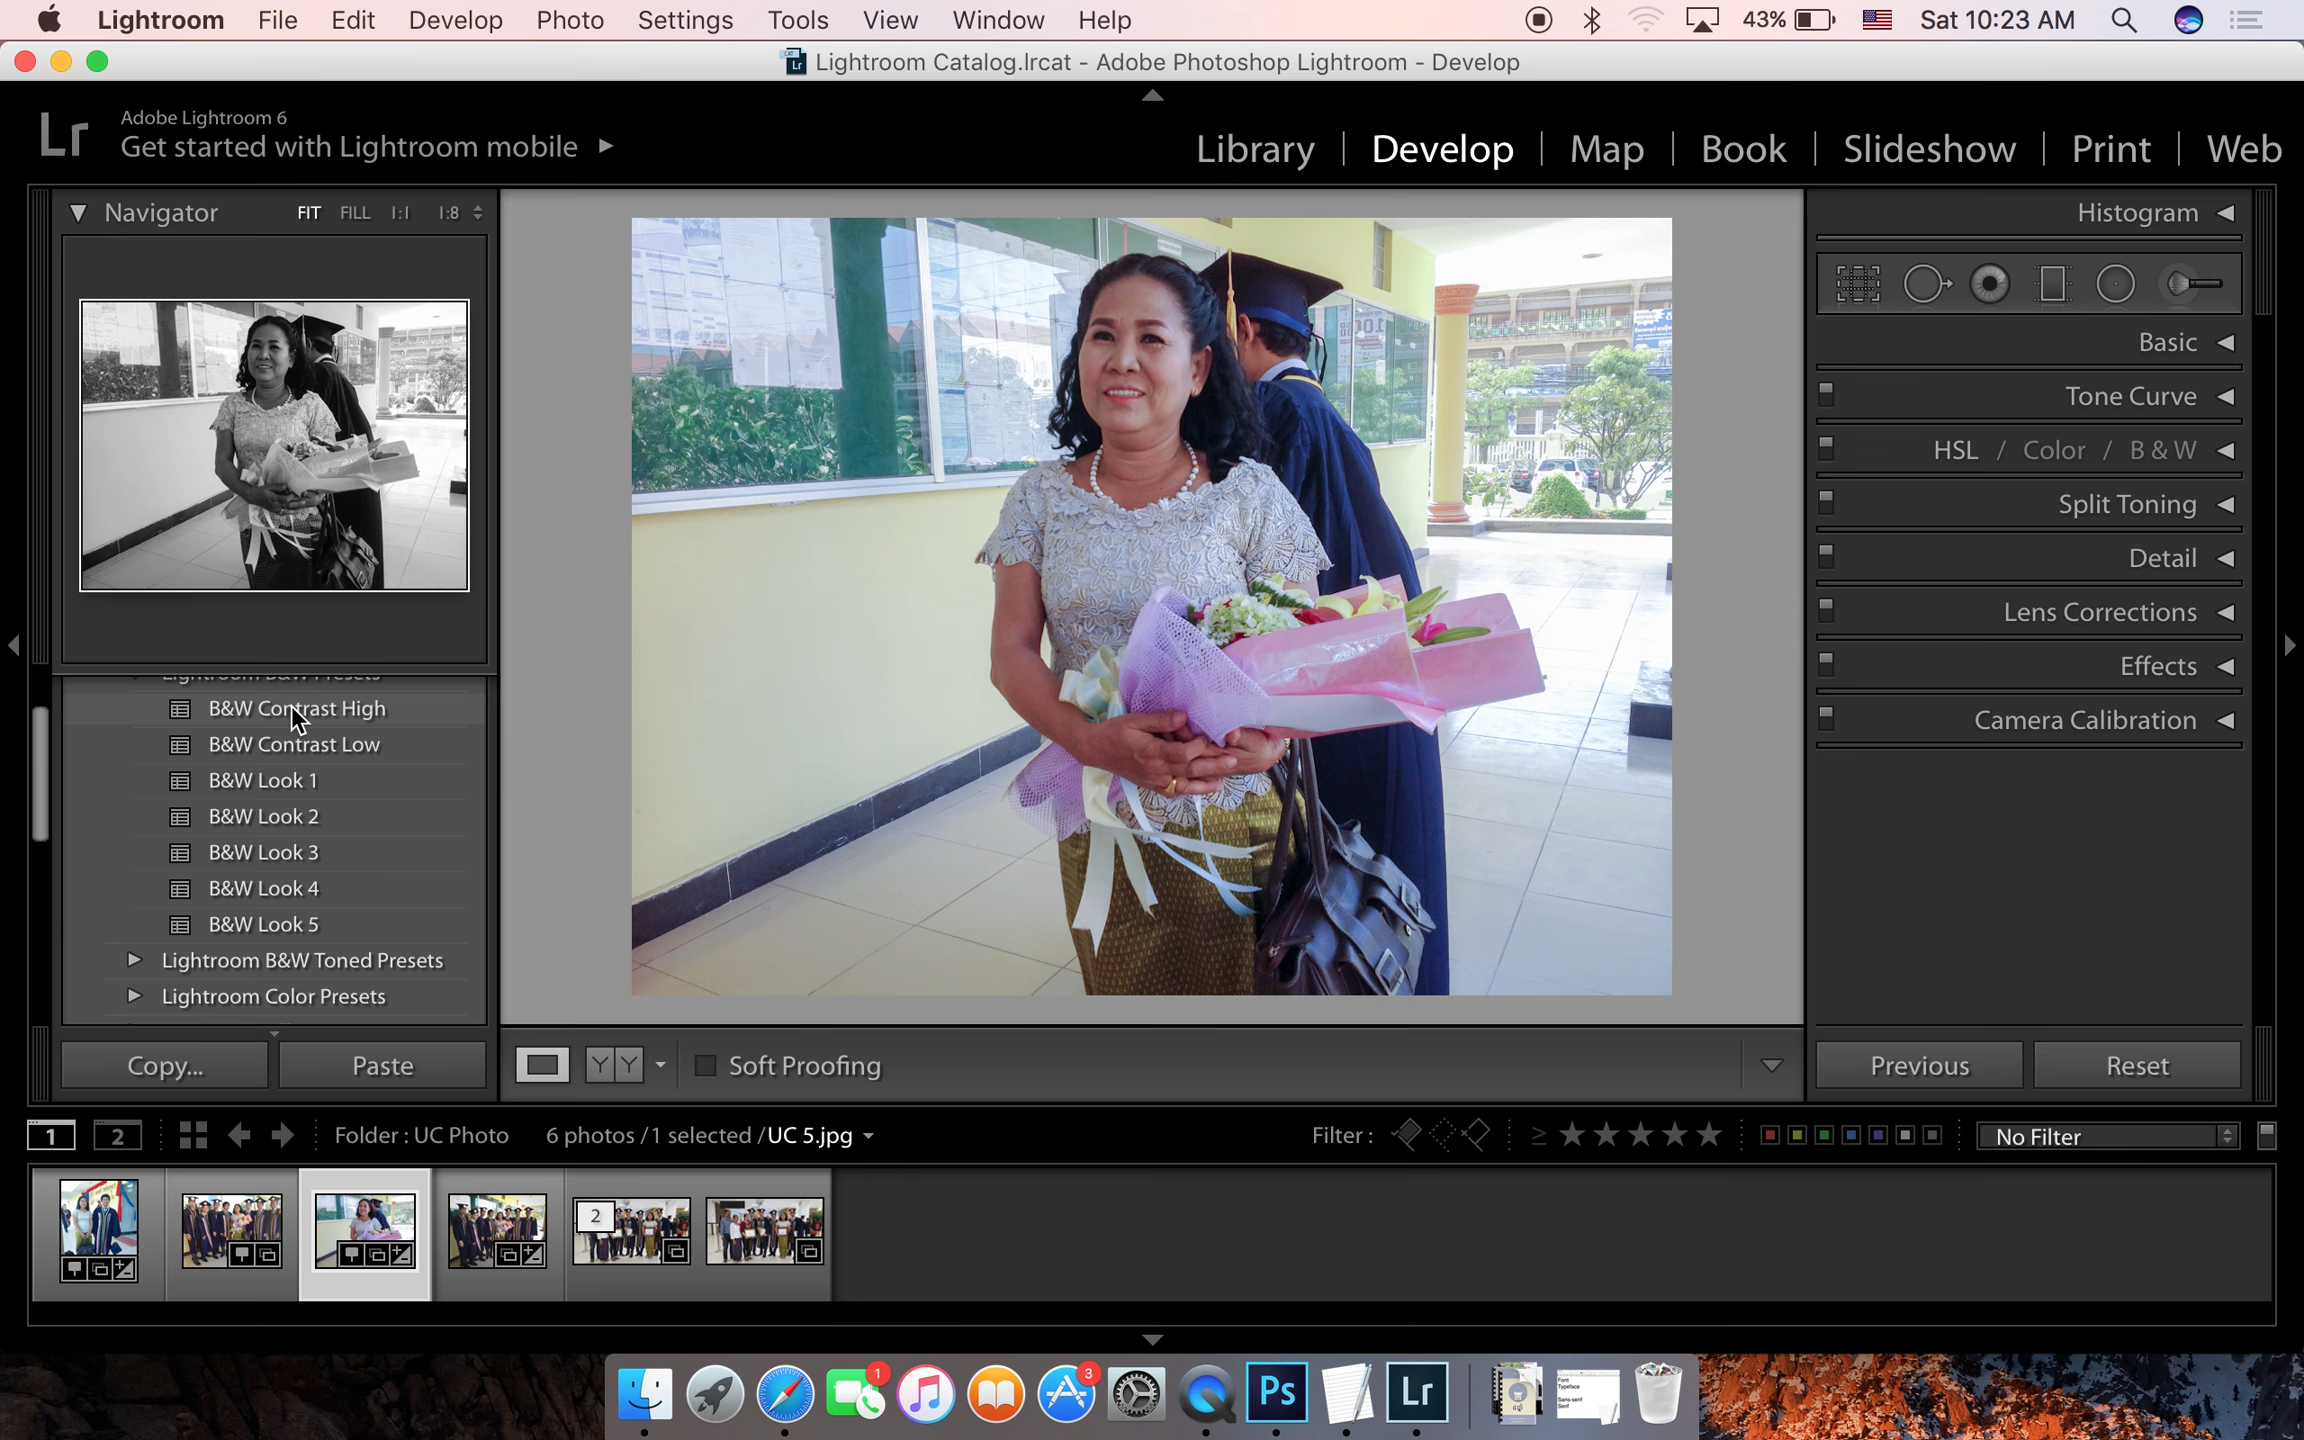 Lightroom File Edit Develop Photo Settings Tools View Window Help 43% Sat 10:23 AM
Lightroom Catalog.lrcat - Adobe Photoshop Lightroom - Develop
Lr
Adobe Lightroom 6
Get started with Lightroom mobile
Library | Develop | Map | Book | Slideshow | Print | Web
Navigator FIT FILL 1:1 1:8
Histogram
Basic
Tone Curve
HSL / Color / B & W
Split Toning
Detail
Lens Corrections
Effects
Camera Calibration
Lightroom B&W Presets
B&W Contrast High
B&W Contrast Low
B&W Look 1
B&W Look 2
B&W Look 3
B&W Look 4
B&W Look 5
Lightroom B&W Toned Presets
Lightroom Color Presets
Copy... Paste
Y Y Soft Proofing
Previous Reset
1 2 Folder : UC Photo 6 photos / 1 selected / UC 5.jpg Filter : ≥ No Filter
2
1 3
Ps Lr